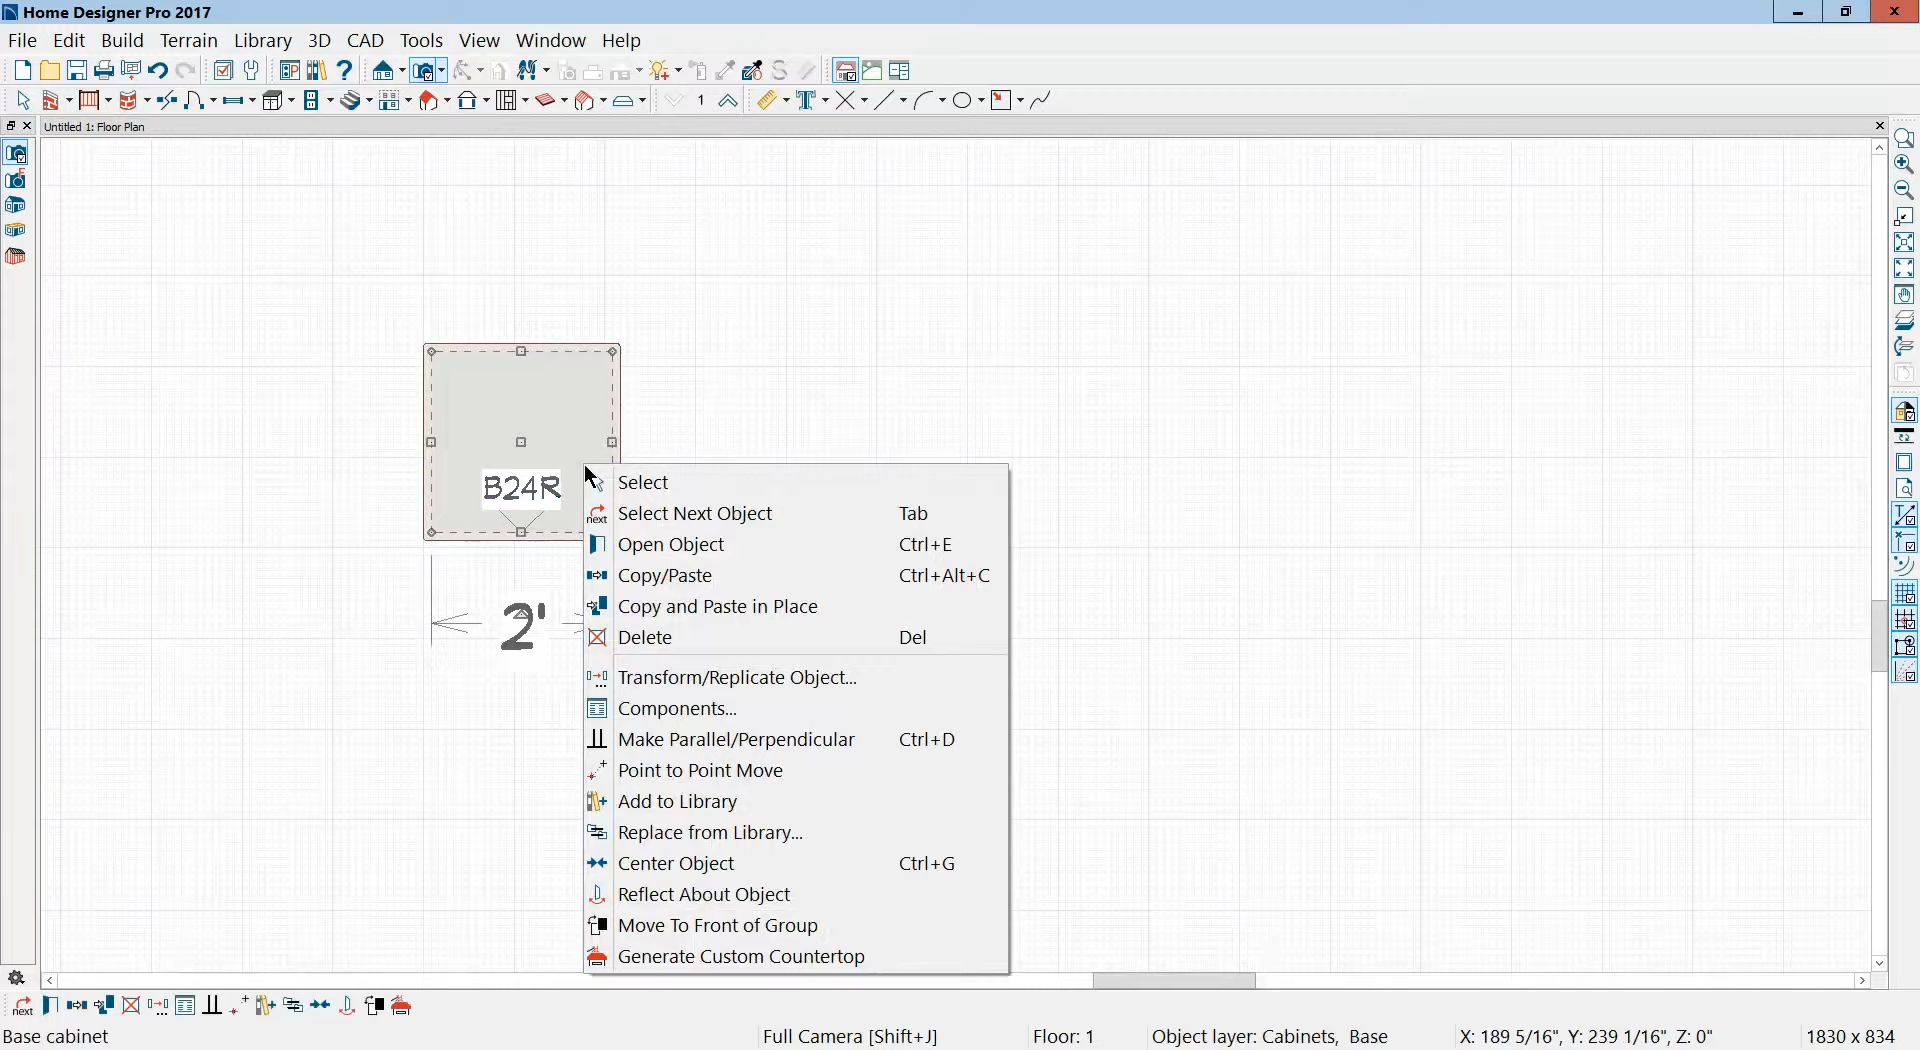 Home Designer Pro 2017
File Edit Build Terrain Library 3D CAD Tools View Window Help
1
Untitled 1: Floor Plan
B24R
2'
Select
next Select Next Object Tab
Open Object Ctrl+E
Copy/Paste Ctrl+Alt+C
Copy and Paste in Place
Delete Del
Transform/Replicate Object...
Components...
Make Parallel/Perpendicular Ctrl+D
Point to Point Move
Add to Library
Replace from Library...
Center Object Ctrl+G
Reflect About Object
Move To Front of Group
Generate Custom Countertop
next
Base cabinet Full Camera [Shift+J] Floor: 1 Object layer: Cabinets, Base X: 189 5/16", Y: 239 1/16", Z: 0" 1830 x 834